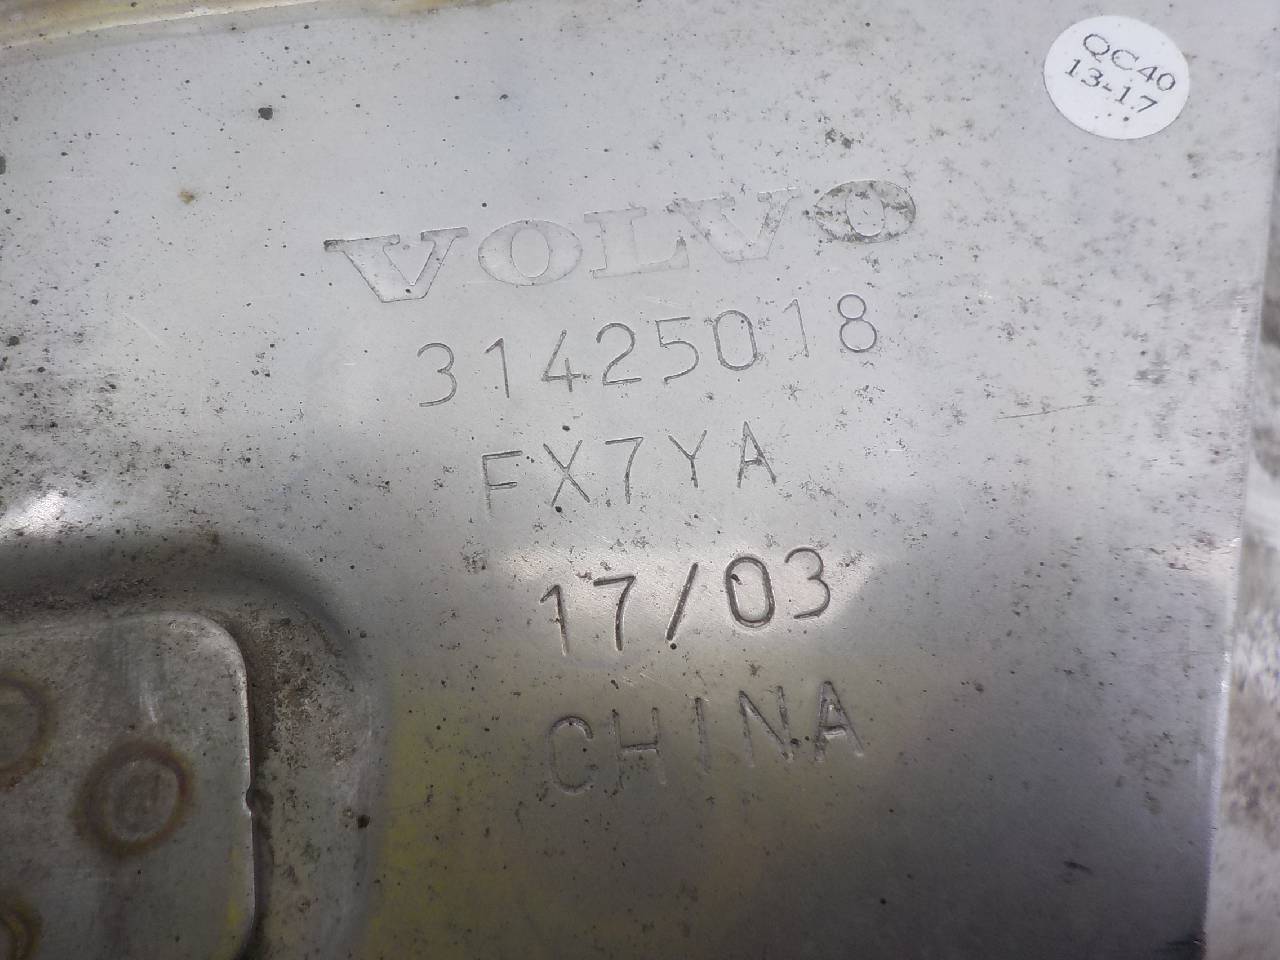 QC40
13-17
VOLVO
31425018
FX7YA
17/03
CHINA